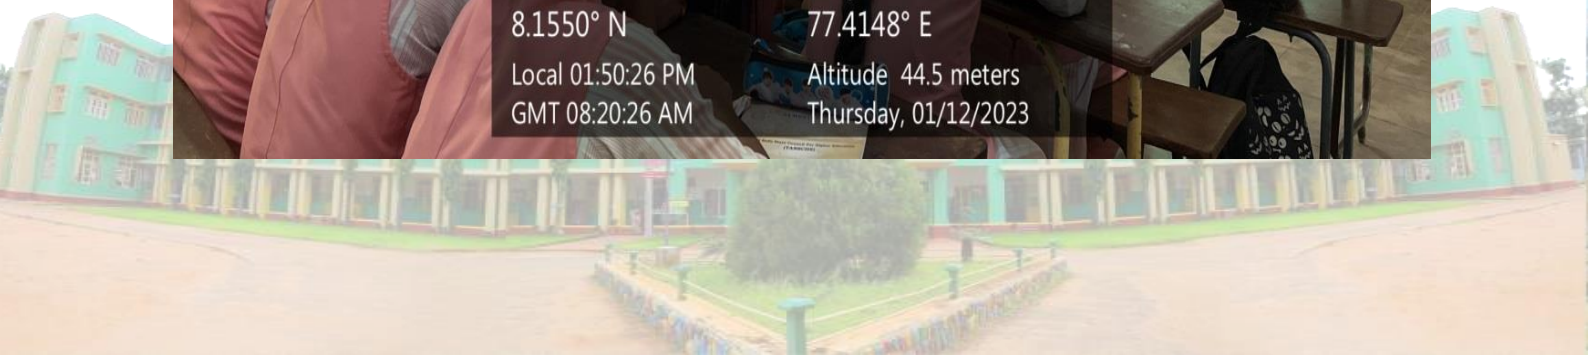 8.1550° N 77.4148° E
Local 01:50:26 PM Altitude 44.5 meters
GMT 08:20:26 AM Thursday, 01/12/2023